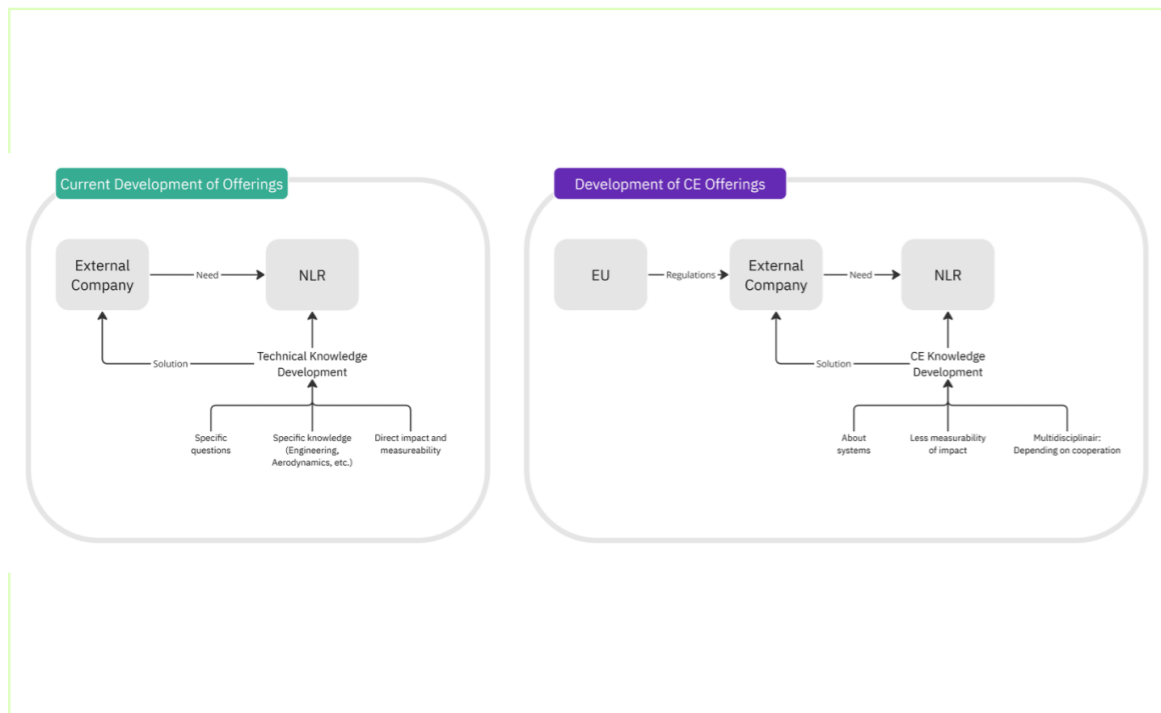 Current Development of Offerings
External
Company
Need
NLR
Solution
Technical Knowledge
Development
Specific
questions
Specific knowledge
(Engineering,
Aerodynamics, etc.)
Direct impact and
measureability
Development of CE Offerings
EU
Regulations
External
Company
Need
NLR
Solution
CE Knowledge
Development
About
systems
Less measurability
of impact
Multidisciplinair:
Depending on cooperation